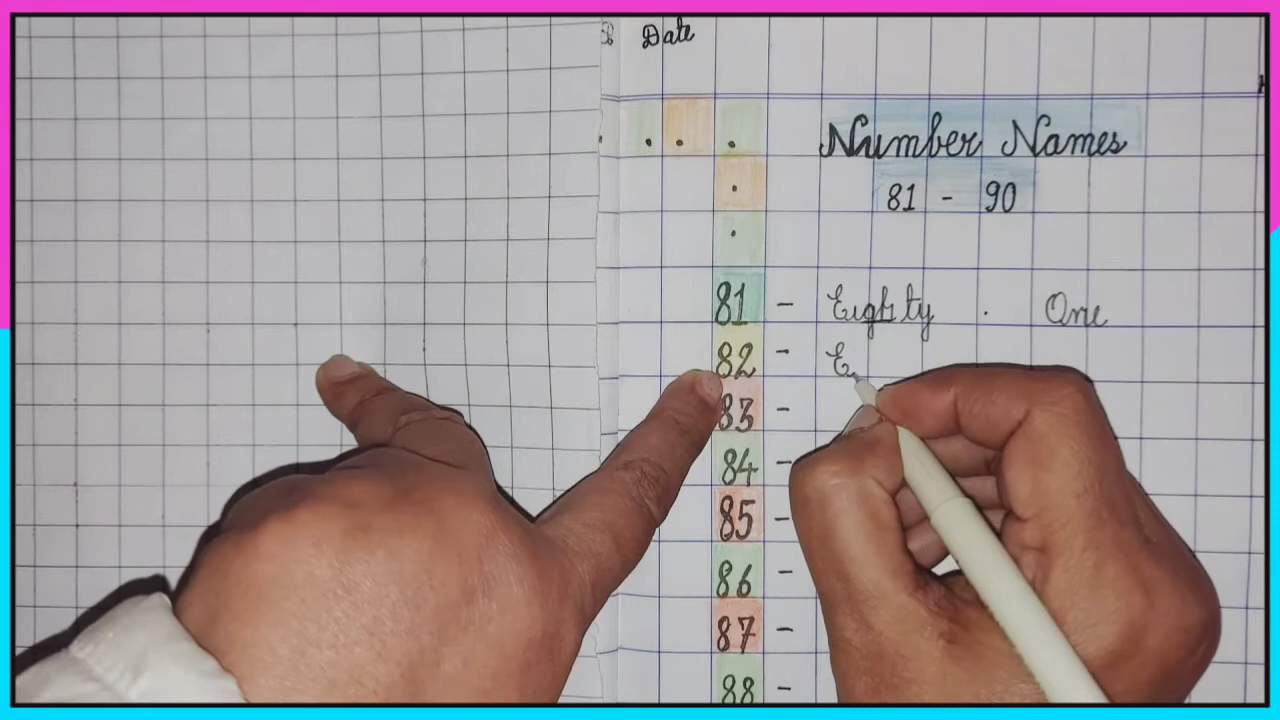 Date
Number Names
81 - 90
81 - Eighty . One
82 - E
83 -
84 -
85 -
86 -
87 -
88 -